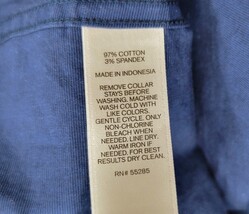 97% COTTON
3% SPANDEX
MADE IN INDONESIA
REMOVE COLLAR
STAYS BEFORE
WASHING. MACHINE
WASH COLD WITH
LIKE COLORS.
GENTLE CYCLE. ONLY
NON-CHLORINE
BLEACH WHEN
NEEDED. LINE DRY.
WARM IRON IF
NEEDED, FOR BEST
RESULTS DRY CLEAN.
RN# 55285